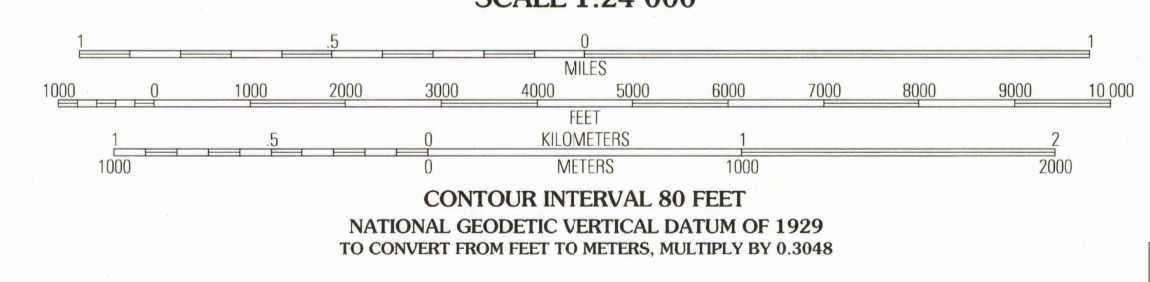 SCALE 1:24 000
1 .5 0 1
MILES
1000 0 1000 2000 3000 4000 5000 6000 7000 8000 9000 10 000
FEET
1 .5 0 KILOMETERS 1 2
1000 0 METERS 1000 2000
CONTOUR INTERVAL 80 FEET
NATIONAL GEODETIC VERTICAL DATUM OF 1929
TO CONVERT FROM FEET TO METERS, MULTIPLY BY 0.3048